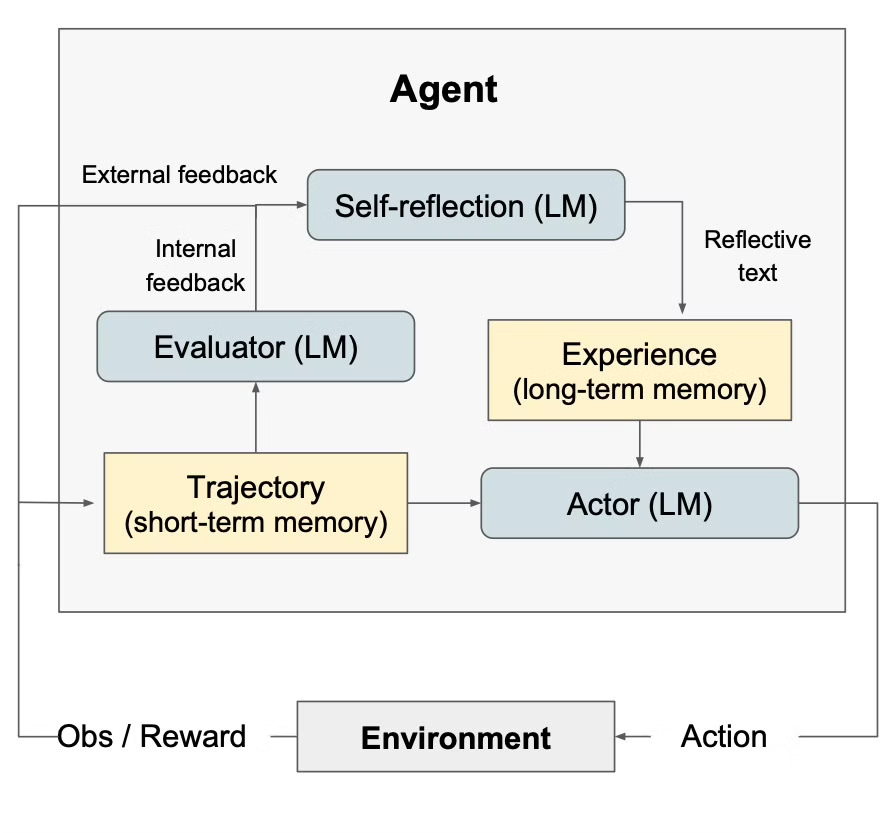 Agent
External feedback
Self-reflection (LM)
Internal
feedback
Reflective
text
Evaluator (LM)
Experience
(long-term memory)
Trajectory
(short-term memory)
Actor (LM)
Obs / Reward
Environment
Action